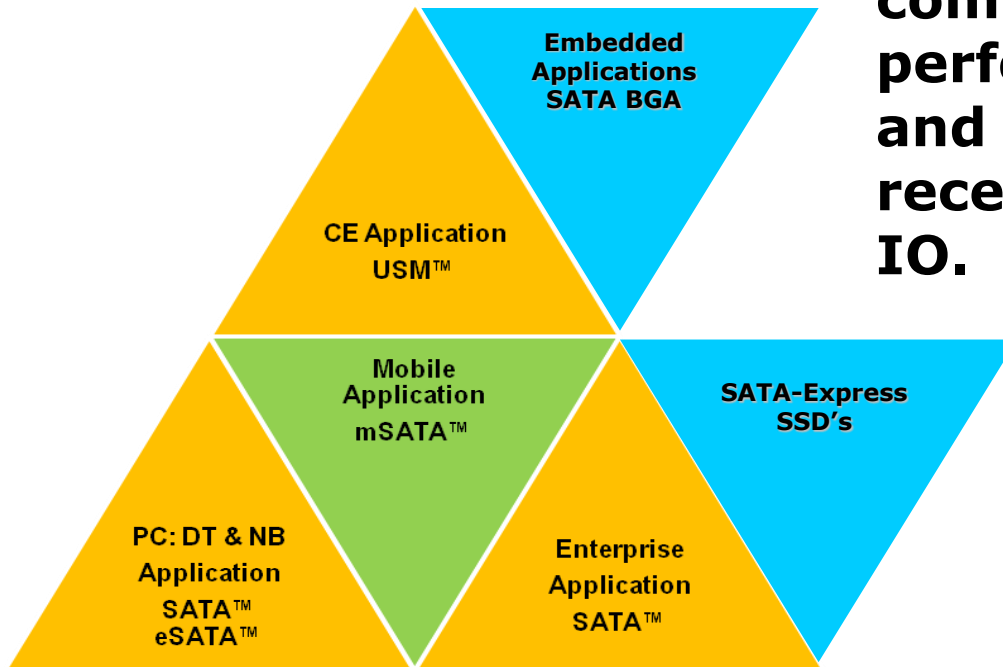 Embedded
Applications
SATA BGA
and
IO.
CE Application
USM™
Mobile
Application
mSATA™
SATA-Express
SSD’s
PC: DT & NB
Application
SATA™
eSATA™
Enterprise
Application
SATA™